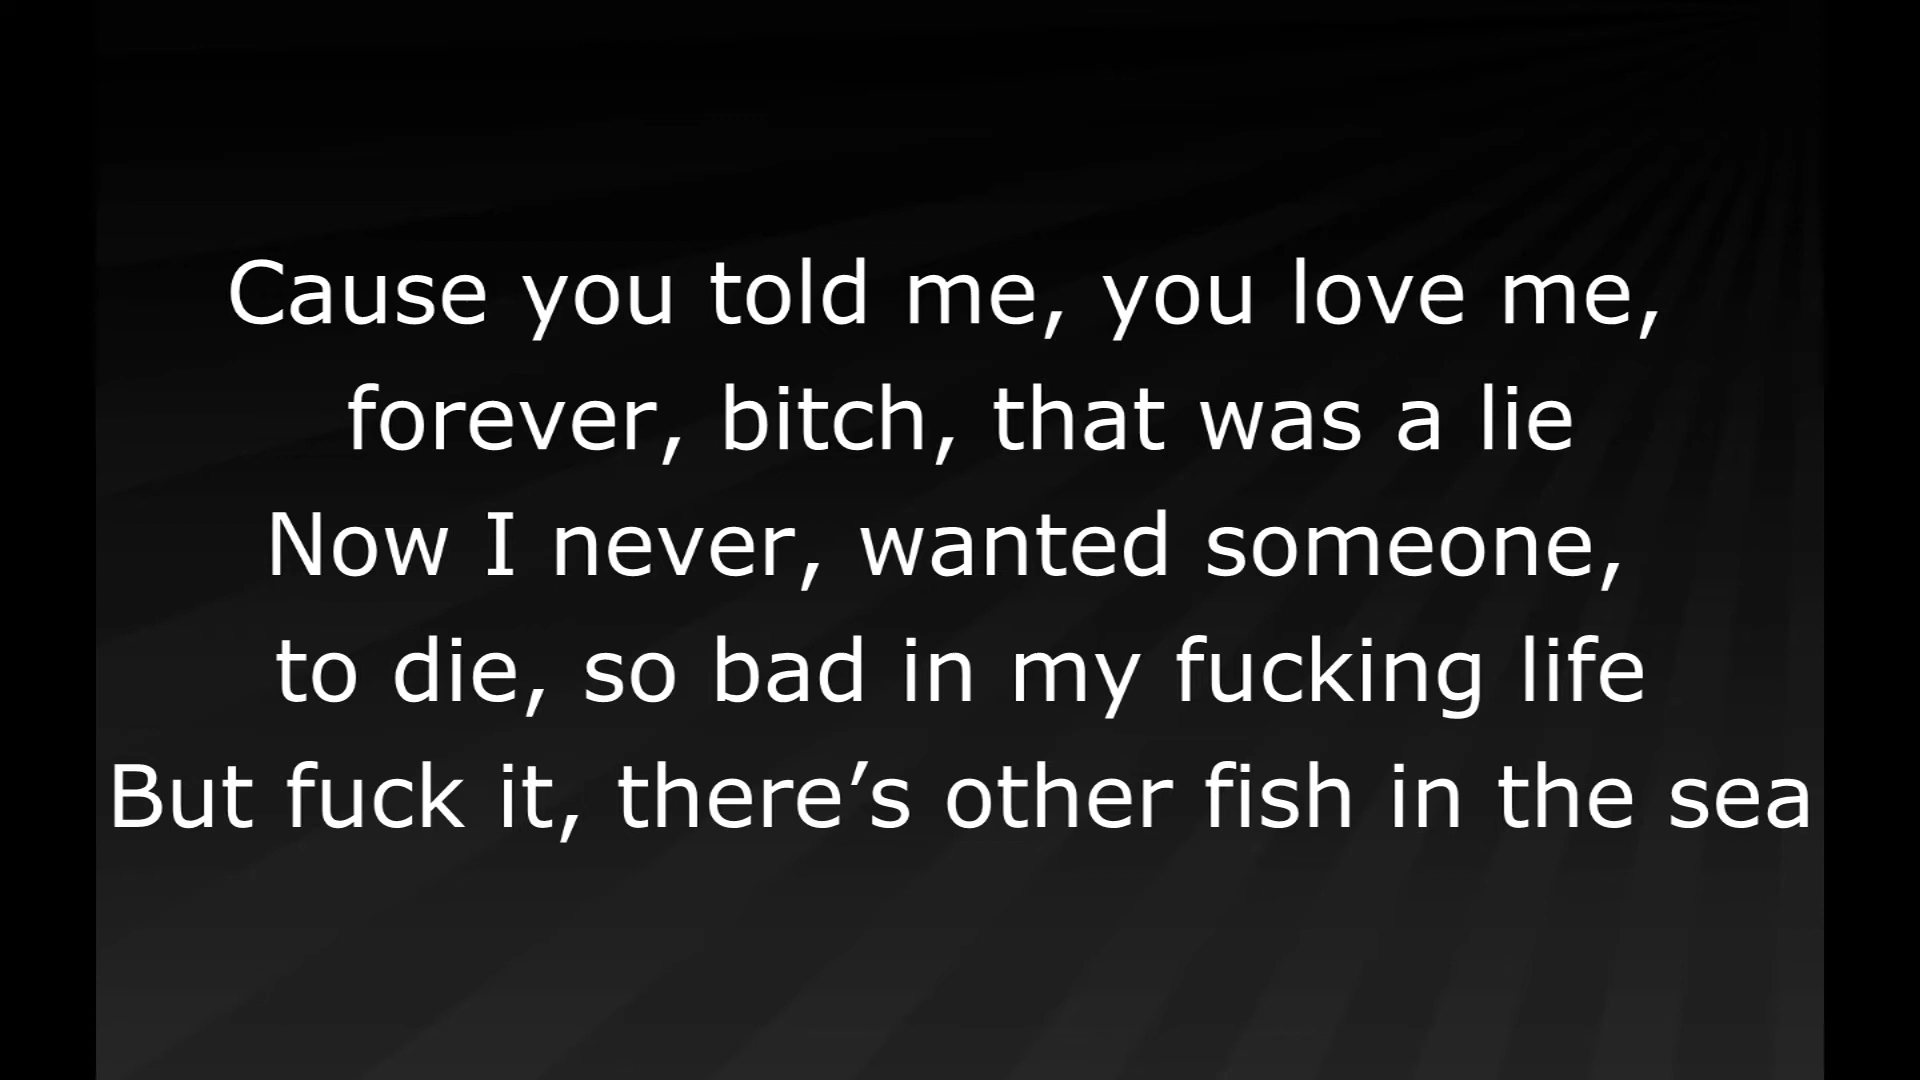 Cause you told me, you love me,
forever, bitch, that was a lie
Now I never, wanted someone,
to die, so bad in my fucking life
But fuck it, there’s other fish in the sea